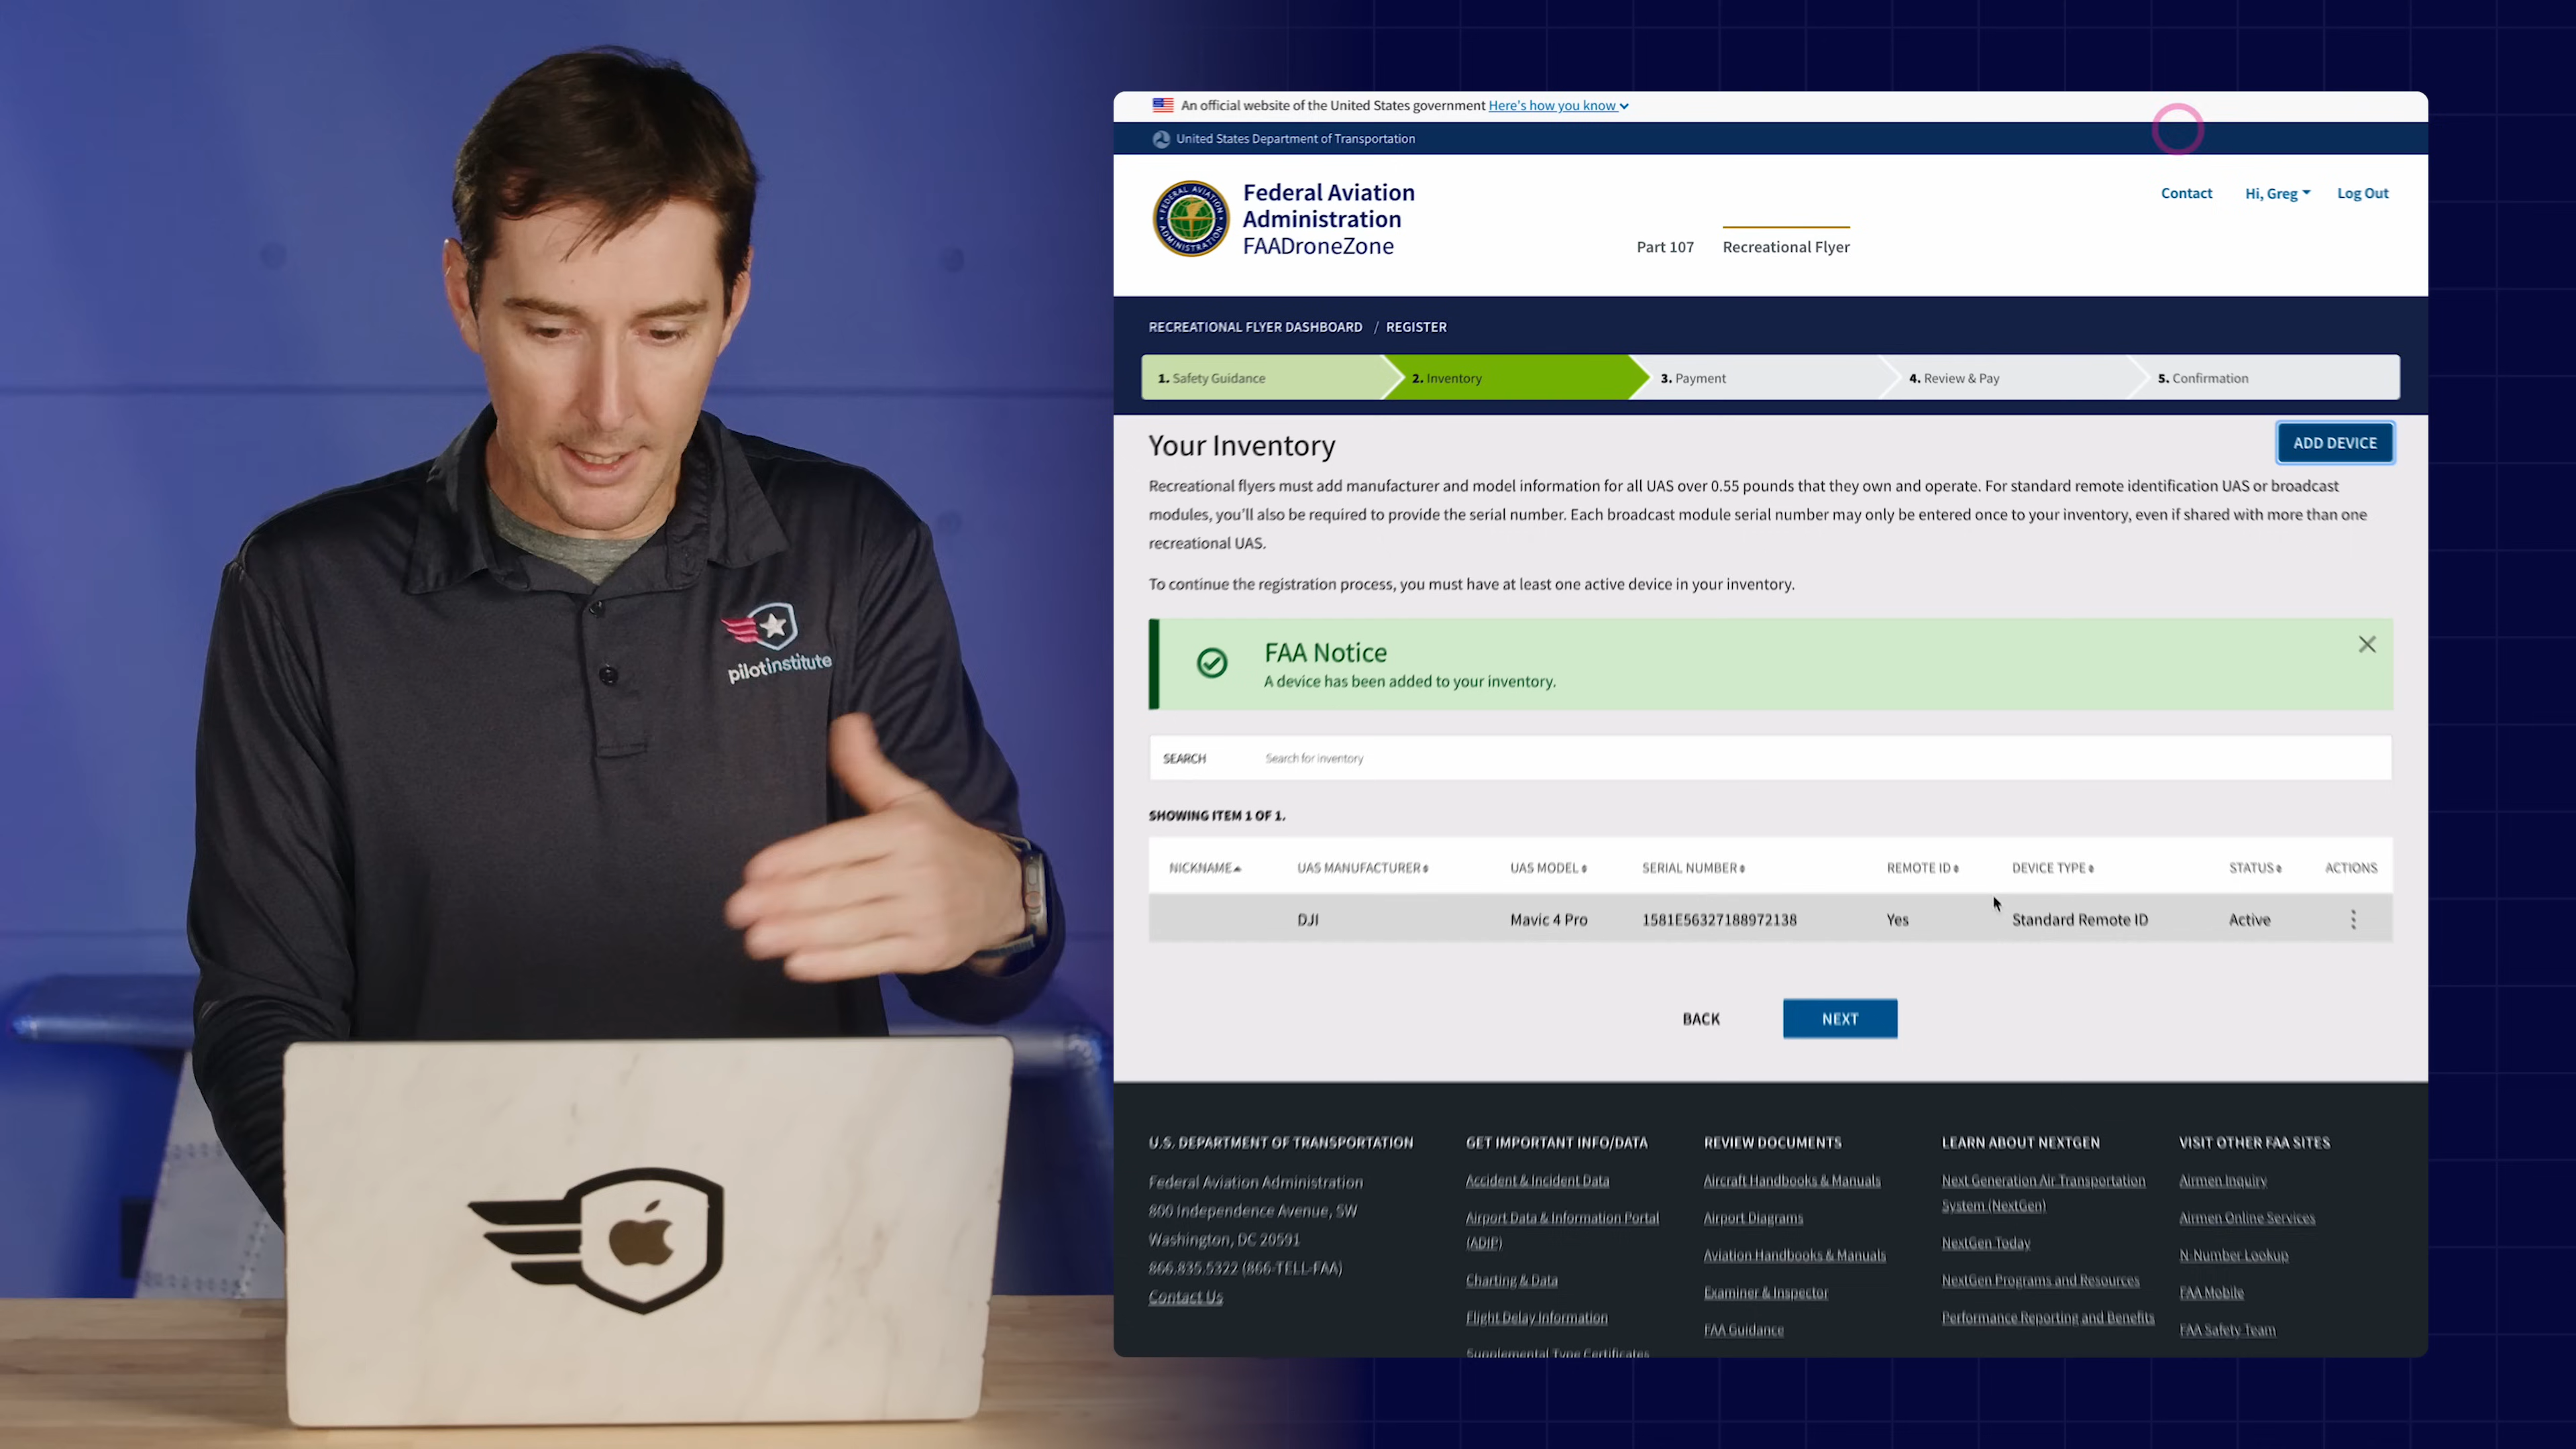 An official website of the United States government Here's how you know
United States Department of Transportation
Federal Aviation
Administration
FAADroneZone
Part 107
Recreational Flyer
Contact
Hi, Greg
Log Out
RECREATIONAL FLYER DASHBOARD / REGISTER
1. Safety Guidance
2. Inventory
3. Payment
4. Review & Pay
5. Confirmation
Your Inventory
ADD DEVICE
Recreational flyers must add manufacturer and model information for all UAS over 0.55 pounds that they own and operate. For standard remote identification UAS or broadcast
modules, you'll also be required to provide the serial number. Each broadcast module serial number may only be entered once to your inventory, even if shared with more than one
recreational UAS.
To continue the registration process, you must have at least one active device in your inventory.
FAA Notice
A device has been added to your inventory.
SEARCH Search for inventory
SHOWING ITEM 1 OF 1.
NICKNAME UAS MANUFACTURER UAS MODEL SERIAL NUMBER REMOTE ID DEVICE TYPE STATUS ACTIONS
DJI Mavic 4 Pro 1581E56327188972138 Yes Standard Remote ID Active
BACK
NEXT
U.S. DEPARTMENT OF TRANSPORTATION
Federal Aviation Administration
800 Independence Avenue, SW
Washington, DC 20591
866.835.5322 (866-TELL-FAA)
Contact Us
GET IMPORTANT INFO/DATA
Accident & Incident Data
Airport Data & Information Portal
(ADIP)
Charting & Data
Flight Delay Information
Supplemental Type Certificates
REVIEW DOCUMENTS
Aircraft Handbooks & Manuals
Airport Diagrams
Aviation Handbooks & Manuals
Examiner & Inspector
FAA Guidance
LEARN ABOUT NEXTGEN
Next Generation Air Transportation
System (NextGen)
NextGen Today
NextGen Programs and Resources
Performance Reporting and Benefits
VISIT OTHER FAA SITES
Airmen Inquiry
Airmen Online Services
N-Number Lookup
FAA Mobile
FAA Safety Team
pilotinstitute